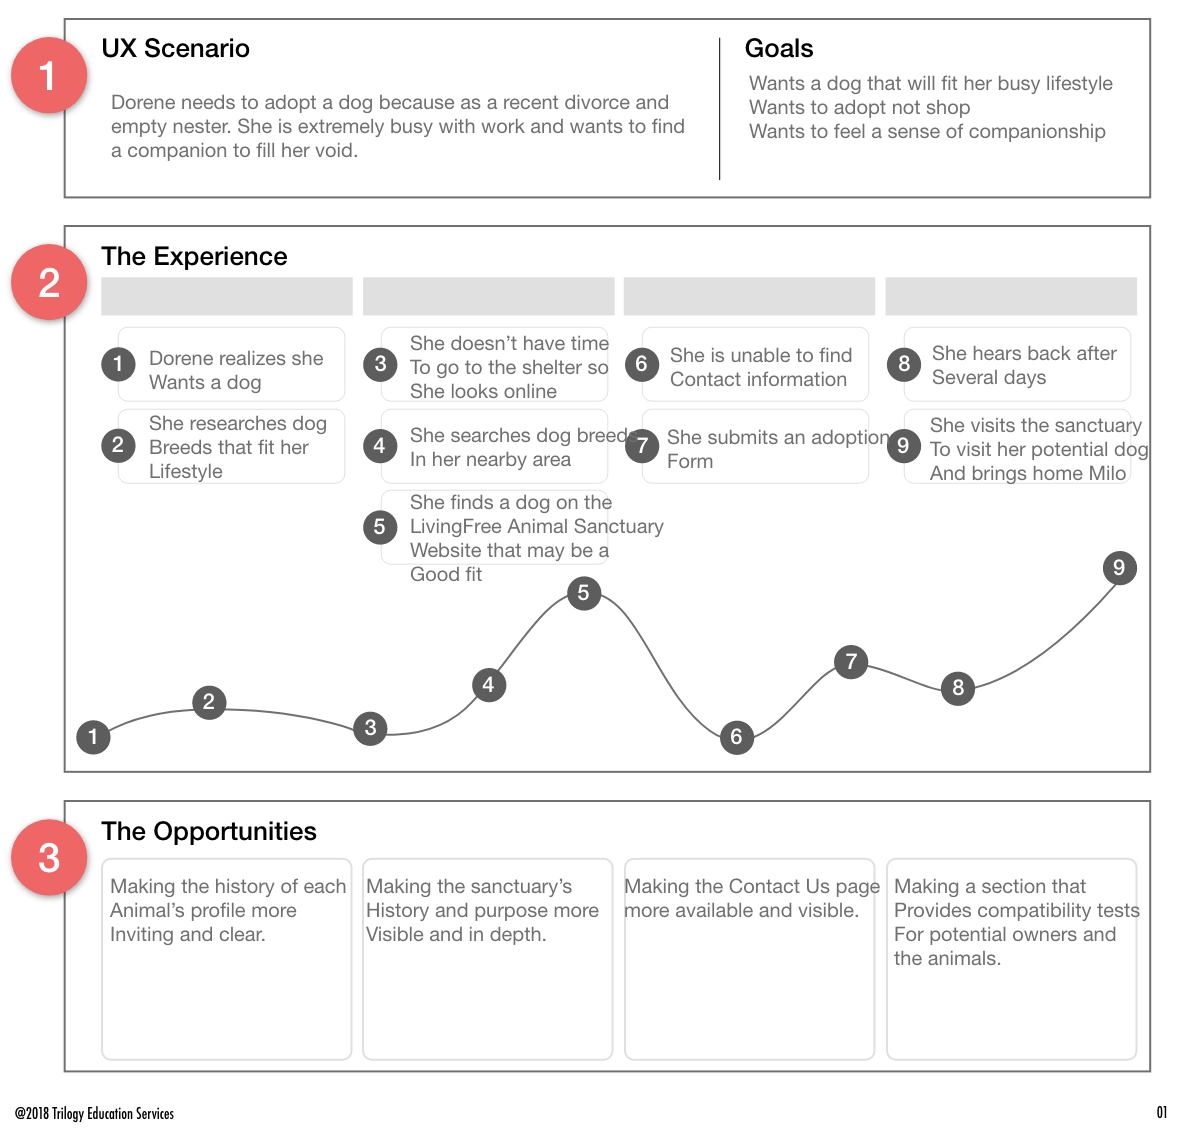 1
UX Scenario
Dorene needs to adopt a dog because as a recent divorce and
empty nester. She is extremely busy with work and wants to find
a companion to fill her void.
Goals
Wants a dog that will fit her busy lifestyle
Wants to adopt not shop
Wants to feel a sense of companionship
2
The Experience
1
Dorene realizes she
Wants a dog
2
She researches dog
Breeds that fit her
Lifestyle
3
She doesn't have time
To go to the shelter so
She looks online
4
She searches dog breeds
In her nearby area
5
She finds a dog on the
LivingFree Animal Sanctuary
Website that may be a
Good fit
6
She is unable to find
Contact information
7
She submits an adoption
Form
8
She hears back after
Several days
9
She visits the sanctuary
To visit her potential dog
And brings home Milo
1
2
3
4
5
6
7
8
9
3
The Opportunities
Making the history of each
Animal's profile more
Inviting and clear.
Making the sanctuary's
History and purpose more
Visible and in depth.
Making the Contact Us page
more available and visible.
Making a section that
Provides compatibility tests
For potential owners and
the animals.
@2018 Trilogy Education Services
01